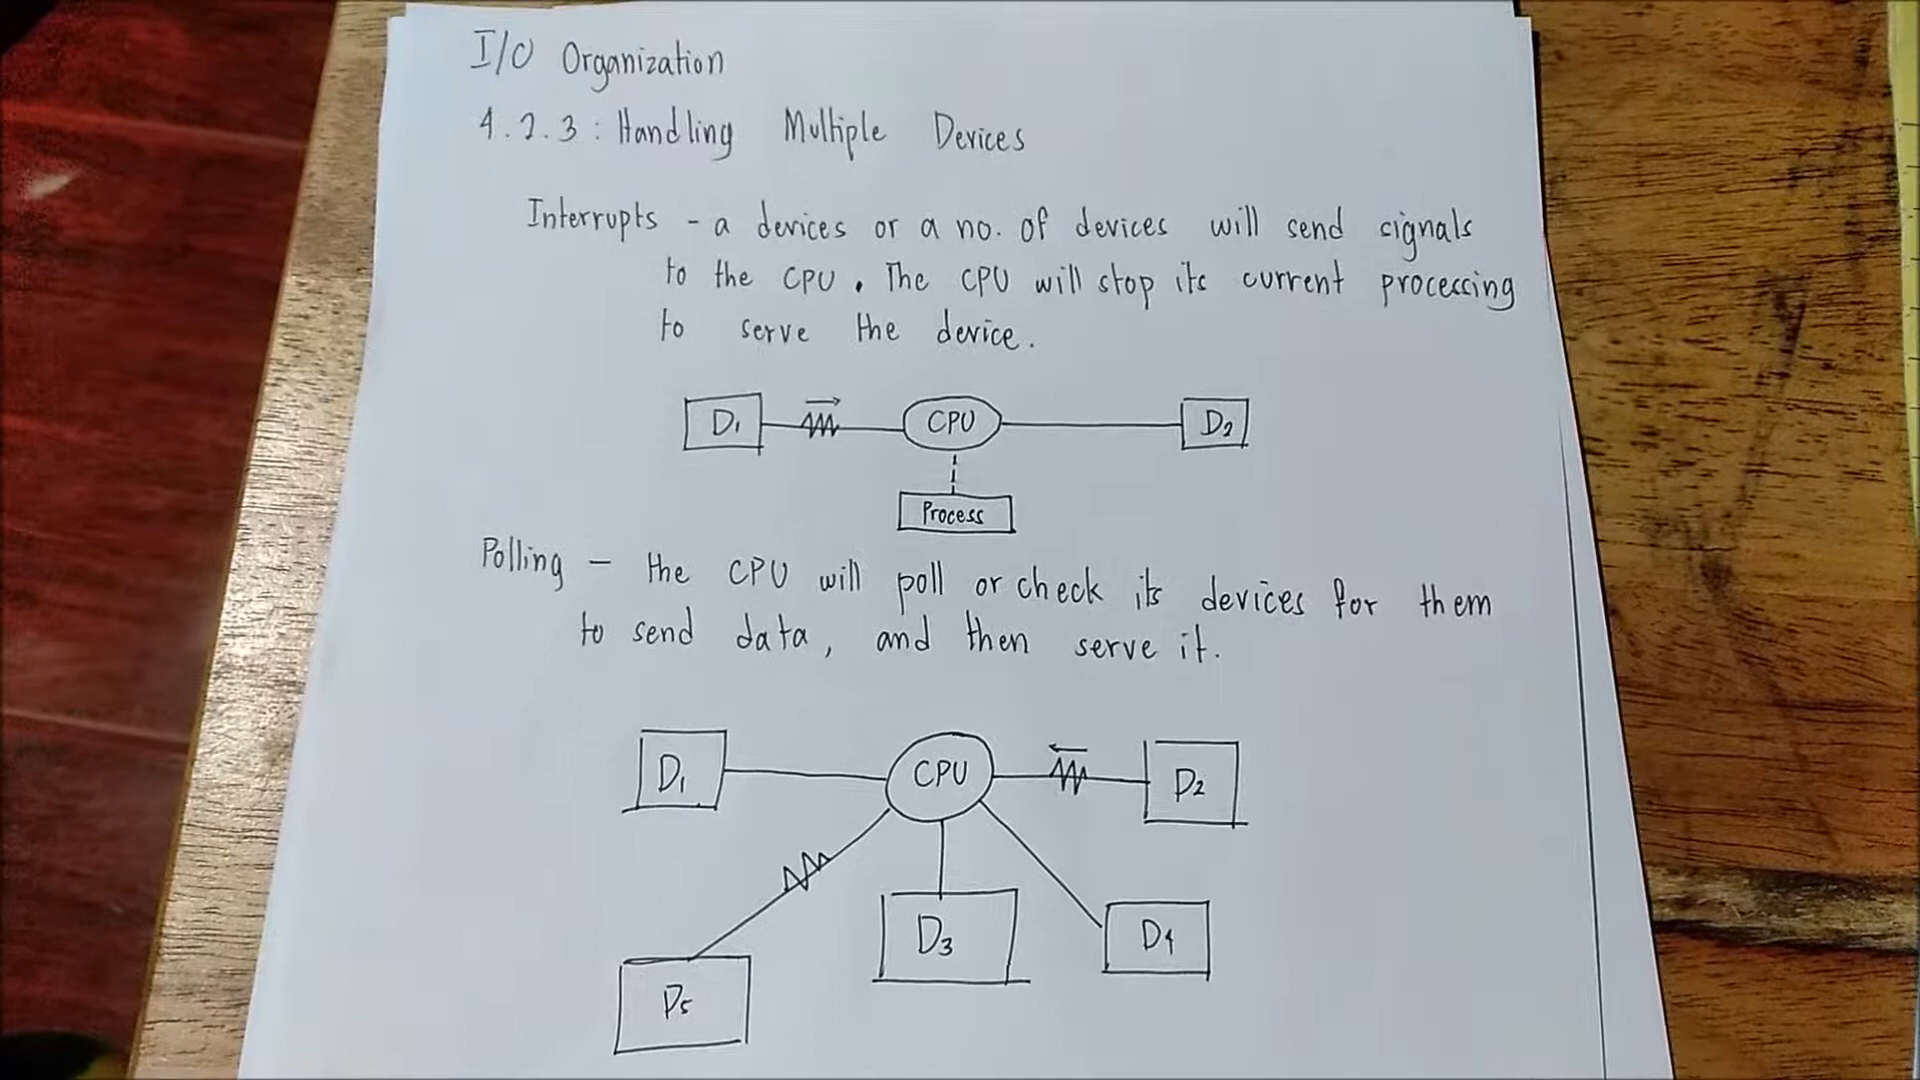 I/O Organization
4.2.3: Handling Multiple Devices
Interrupts - a devices or a no. of devices will send signals
to the CPU. The CPU will stop its current processing
to serve the device.
D1 CPU D2
Process
Polling - the CPU will poll or check its devices for them
to send data, and then serve it.
D1 CPU D2
D3 D4
D5